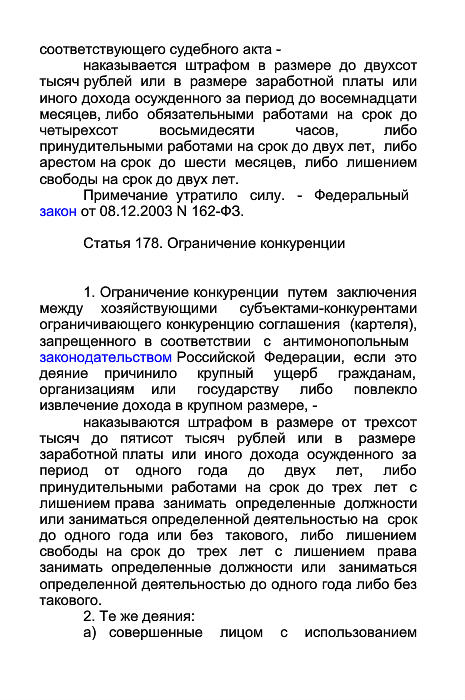 соответствующего судебного акта -
наказывается штрафом в размере до двухсот
тысяч рублей или в размере заработной платы или
иного дохода осужденного за период до восемнадцати
месяцев, либо обязательными работами на срок до
четырехсот восьмидесяти часов, либо
принудительными работами на срок до двух лет, либо
арестом на срок до шести месяцев, либо лишением
свободы на срок до двух лет.
Примечание утратило силу. - Федеральный
закон от 08.12.2003 N 162-ФЗ.
Статья 178. Ограничение конкуренции
1. Ограничение конкуренции путем заключения
между хозяйствующими субъектами-конкурентами
ограничивающего конкуренцию соглашения (картеля),
запрещенного в соответствии с антимонопольным
законодательством Российской Федерации, если это
деяние причинило крупный ущерб гражданам,
организациям или государству либо повлекло
извлечение дохода в крупном размере, -
наказываются штрафом в размере от трехсот
тысяч до пятисот тысяч рублей или в размере
заработной платы или иного дохода осужденного за
период от одного года до двух лет, либо
принудительными работами на срок до трех лет с
лишением права занимать определенные должности
или заниматься определенной деятельностью на срок
до одного года или без такового, либо лишением
свободы на срок до трех лет с лишением права
занимать определенные должности или заниматься
определенной деятельностью до одного года либо без
такового.
2. Те же деяния:
а) совершенные лицом с использованием